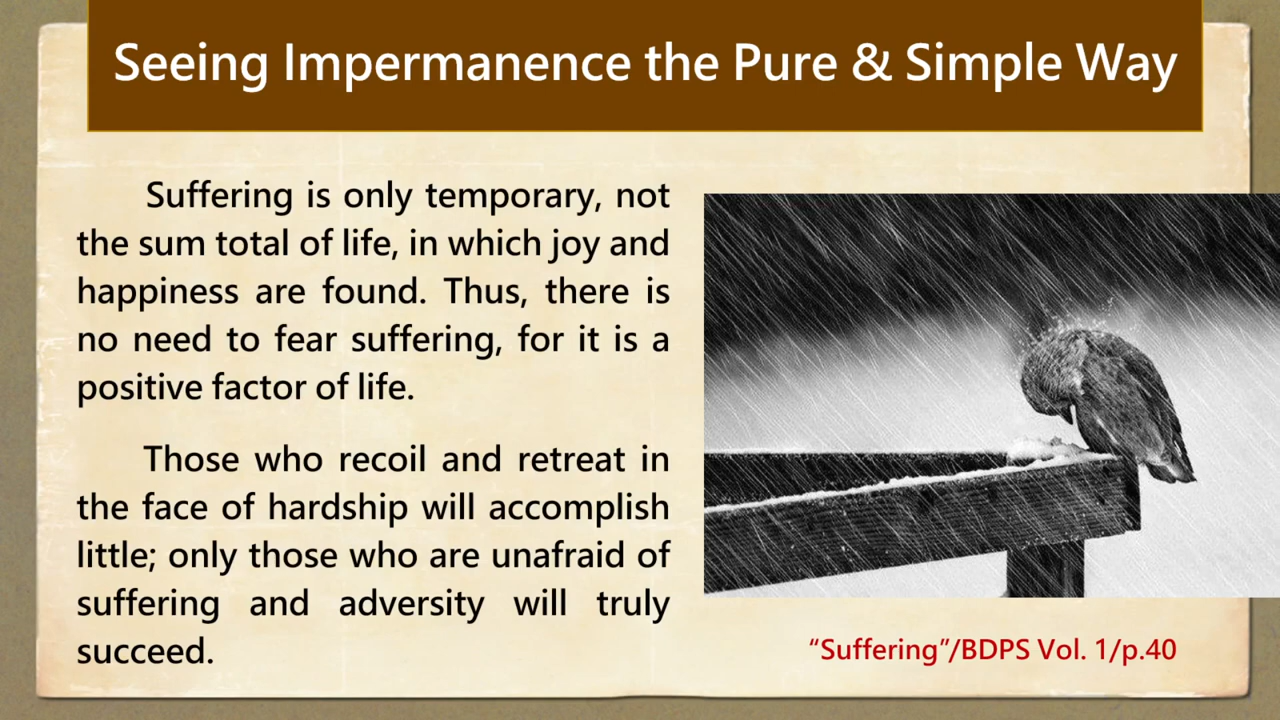 Seeing Impermanence the Pure & Simple Way
Suffering is only temporary, not
the sum total of life, in which joy and
happiness are found. Thus, there is
no need to fear suffering, for it is a
positive factor of life.
Those who recoil and retreat in
the face of hardship will accomplish
little; only those who are unafraid of
suffering and adversity will truly
succeed.
“Suffering”/BDPS Vol. 1/p.40